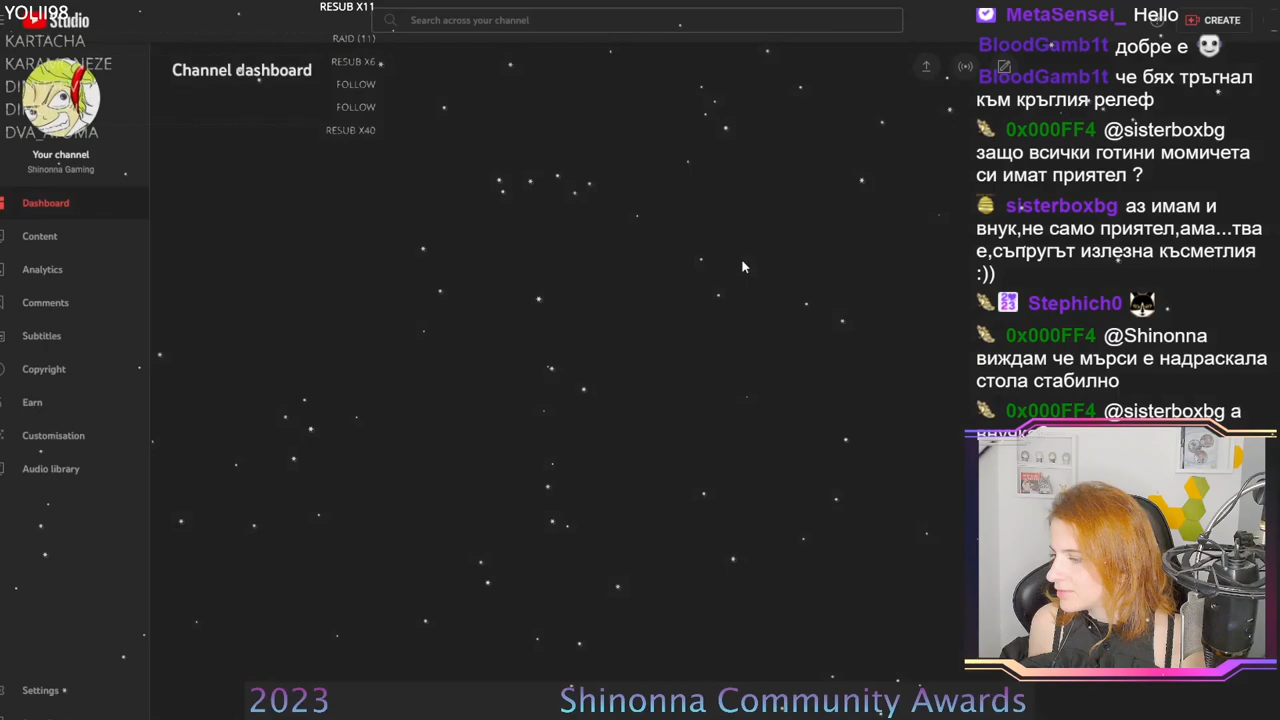 YOLII98
Studio
KARTACHA
KARAMONEZE
DVA_ATOMA
RESUB X11
RAID (11)
RESUB X6
FOLLOW
FOLLOW
RESUB X40
Search across your channel
CREATE
Channel dashboard
Your channel
Shinonna Gaming
Dashboard
Content
Analytics
Comments
Subtitles
Copyright
Earn
Customisation
Audio library
Settings
MetaSensei_ Hello
BloodGamb1t добре е
BloodGamb1t че бях тръгнал
към кръглия релеф
0x000FF4 @sisterboxbg
защо всички готини момичета
си имат приятел ?
sisterboxbg аз имам и
внук,не само приятел,ама...тва
е,съпругът излезна късметлия
:))
Stephich0
0x000FF4 @Shinonna
виждам че мърси е надраскала
стола стабилно
0x000FF4 @sisterboxbg а
2023 Shinonna Community Awards